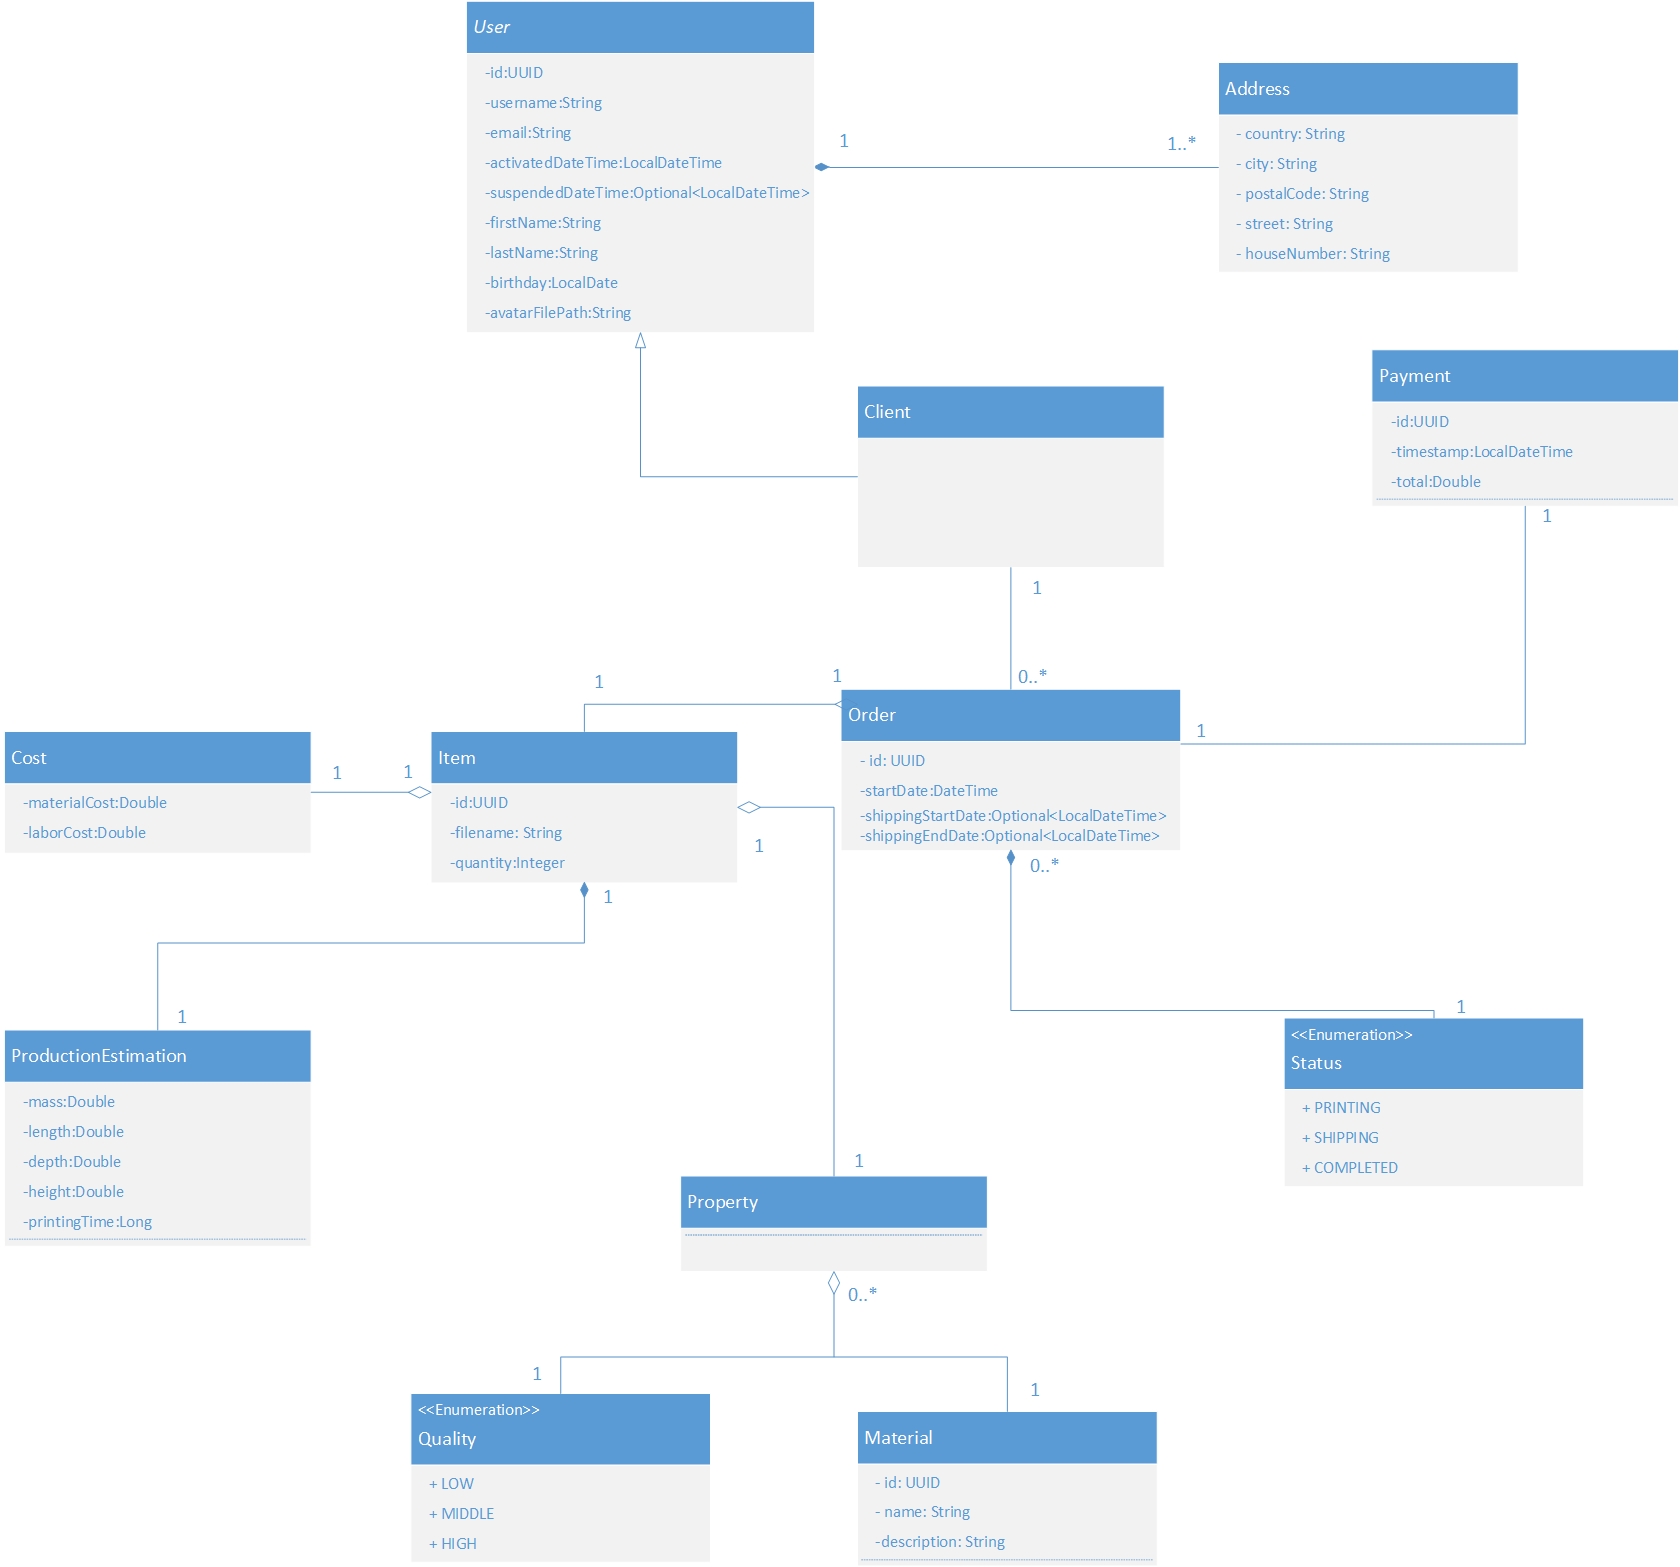 User
-id:UUID
-username:String
-email:String
-activatedDateTime:LocalDateTime
-suspendedDateTime:Optional<LocalDateTime>
-firstName:String
-lastName:String
-birthday:LocalDate
-avatarFilePath:String
1
1..*
Address
- country: String
- city: String
- postalCode: String
- street: String
- houseNumber: String
Client
Payment
-id:UUID
-timestamp:LocalDateTime
-total:Double
1
1
0..*
1
1
Order
- id: UUID
-startDate:DateTime
-shippingStartDate:Optional<LocalDateTime>
-shippingEndDate:Optional<LocalDateTime>
1
0..*
Cost
-materialCost:Double
-laborCost:Double
1
1
Item
-id:UUID
-filename: String
-quantity:Integer
1
1
1
ProductionEstimation
-mass:Double
-length:Double
-depth:Double
-height:Double
-printingTime:Long
1
<<Enumeration>>
Status
+ PRINTING
+ SHIPPING
+ COMPLETED
1
Property
0..*
1
1
<<Enumeration>>
Quality
+ LOW
+ MIDDLE
+ HIGH
Material
- id: UUID
- name: String
-description: String